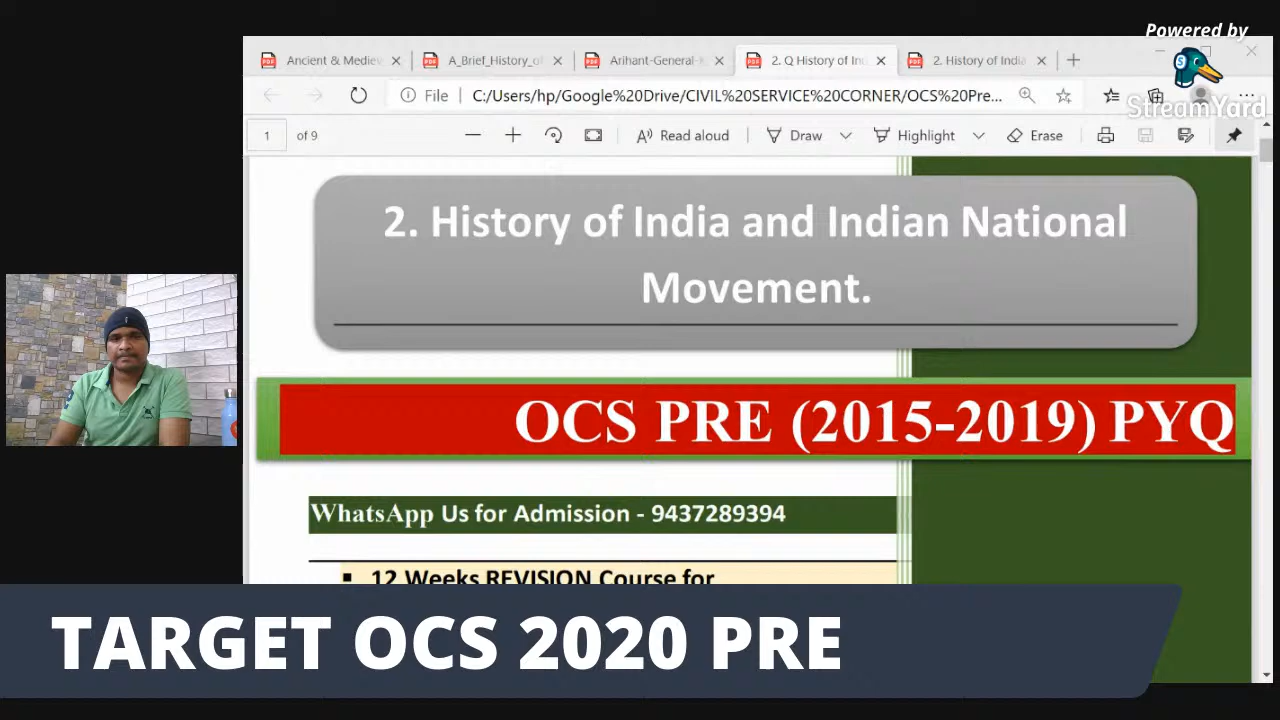 Powered by
StreamYard
Ancient & Mediev
A_Brief_History_of
Arihant-General-K
2. Q History of Ind
2. History of India
File
C:/Users/hp/Google%20Drive/CIVIL%20SERVICE%20CORNER/OCS%20Pre...
1 of 9
Read aloud
Draw
Highlight
Erase
2. History of India and Indian National
Movement.
OCS PRE (2015-2019) PYQ
WhatsApp Us for Admission - 9437289394
▪ 12 Weeks REVISION Course for
TARGET OCS 2020 PRE